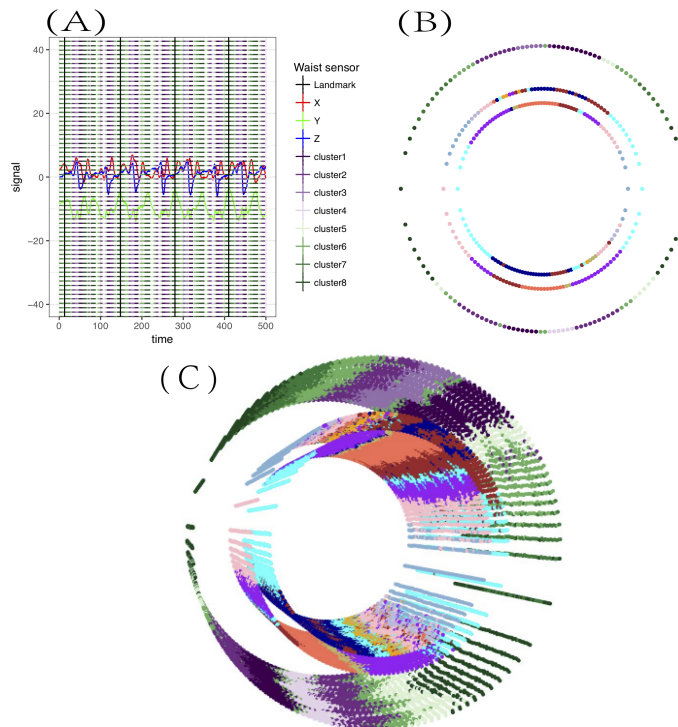 (A)
(B)
40
20
0
−20
−40
signal
0
100
200
300
400
500
time
Waist sensor
Landmark
X
Y
Z
cluster1
cluster2
cluster3
cluster4
cluster5
cluster6
cluster7
cluster8
(C)